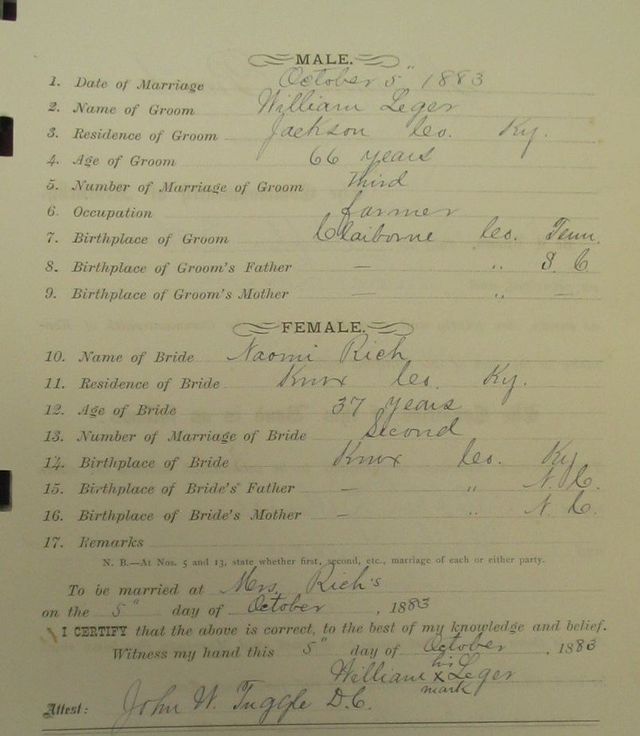 MALE.
1. Date of Marriage October 5" 1883
2. Name of Groom William Leger
3. Residence of Groom Jackson Co. Ky.
4. Age of Groom 66 years
5. Number of Marriage of Groom Third
6. Occupation farmer
7. Birthplace of Groom Claiborne Co. Tenn.
8. Birthplace of Groom's Father — " S. C
9. Birthplace of Groom's Mother — " —
FEMALE.
10. Name of Bride Naomi Rich
11. Residence of Bride Knox Co. Ky.
12. Age of Bride 37 years
13. Number of Marriage of Bride Second
14. Birthplace of Bride Knox Co. Ky
15. Birthplace of Bride's Father — " N. C.
16. Birthplace of Bride's Mother — " N. C.
17. Remarks
N. B.—At Nos. 5 and 13, state whether first, second, etc., marriage of each or either party.
To be married at Mrs. Rich's
on the 5" day of October, 1883
I CERTIFY that the above is correct, to the best of my knowledge and belief.
Witness my hand this 5" day of October, 1883
William his x mark Leger
Attest: John W. Tuggle D.C.